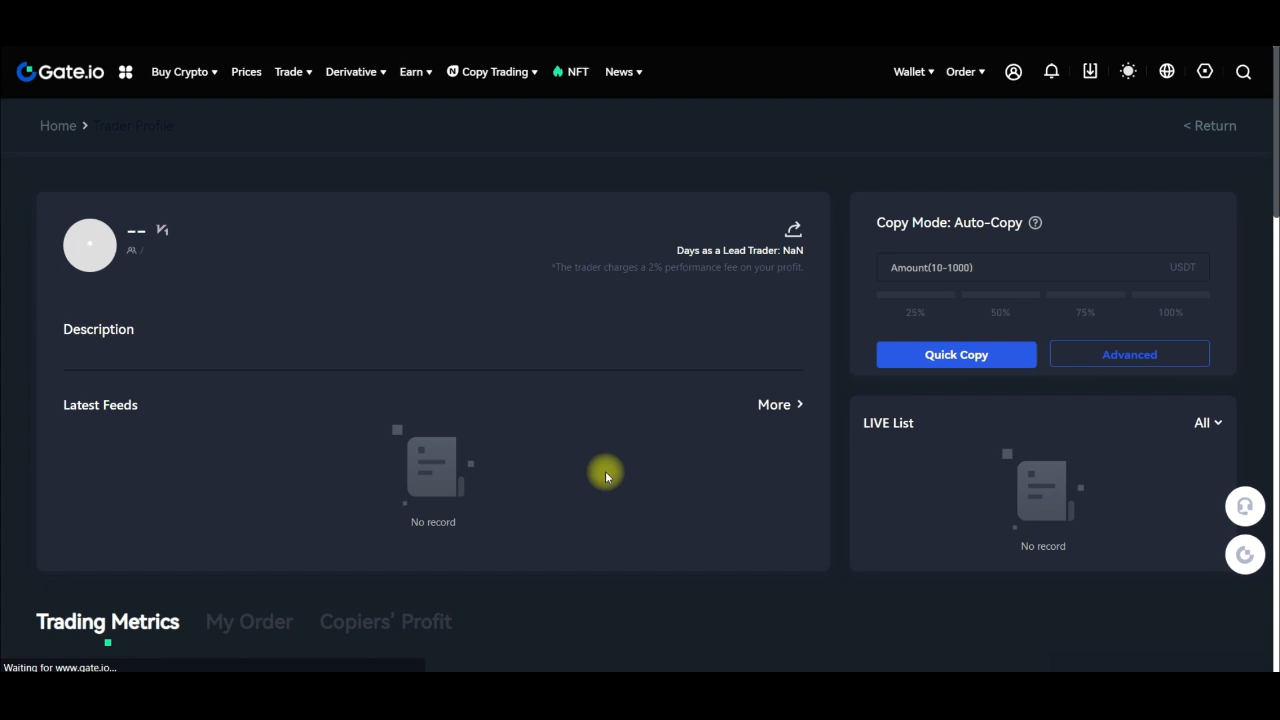 Gate.io Buy Crypto Prices Trade Derivative Earn Copy Trading NFT News Wallet Order
Home > Trader Profile < Return
-- V1
/
Days as a Lead Trader: NaN
*The trader charges a 2% performance fee on your profit.
Description
Latest Feeds More >
No record
Copy Mode: Auto-Copy ?
Amount(10-1000) USDT
25% 50% 75% 100%
Quick Copy Advanced
LIVE List All
No record
Trading Metrics My Order Copiers' Profit
Waiting for www.gate.io...